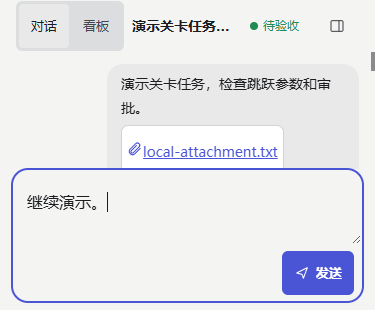 对话 看板 演示关卡任务... 待验收
演示关卡任务，检查跳跃参数和审
批。
local-attachment.txt
继续演示。
发送